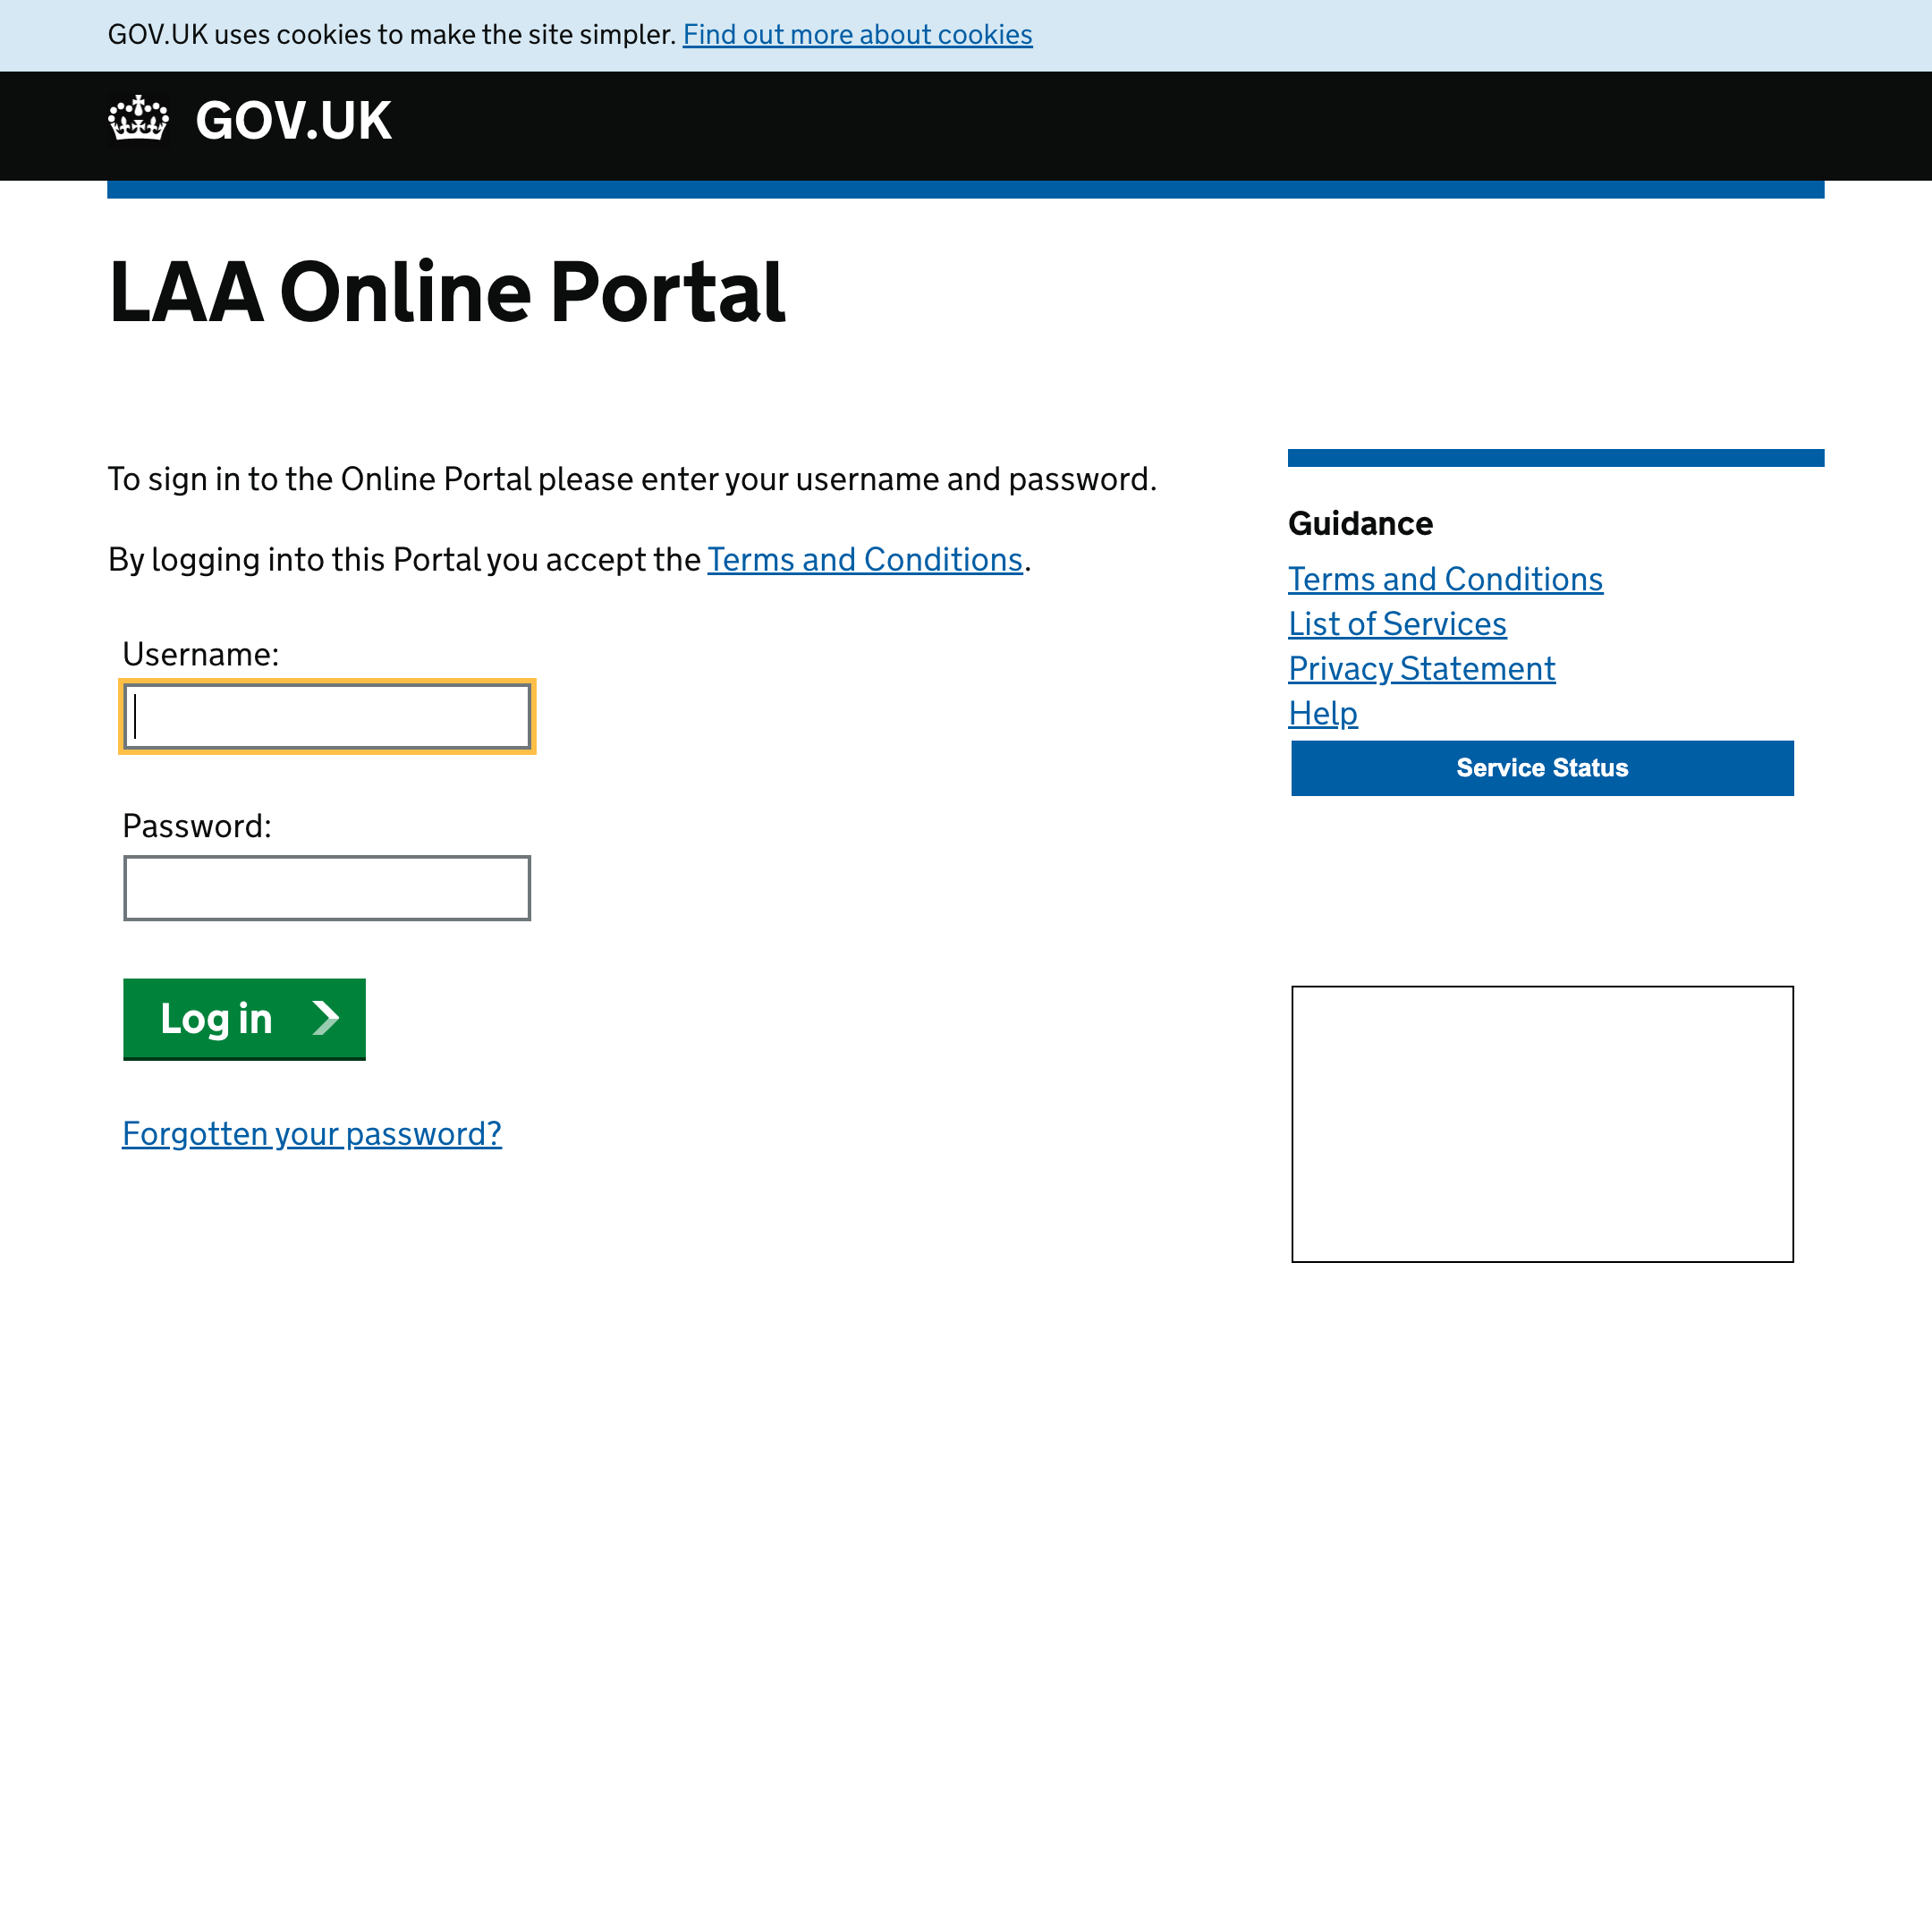 GOV.UK uses cookies to make the site simpler. Find out more about cookies
GOV.UK
LAA Online Portal
To sign in to the Online Portal please enter your username and password.
By logging into this Portal you accept the Terms and Conditions.
Username:
Password:
Log in
Forgotten your password?
Guidance
Terms and Conditions
List of Services
Privacy Statement
Help
Service Status